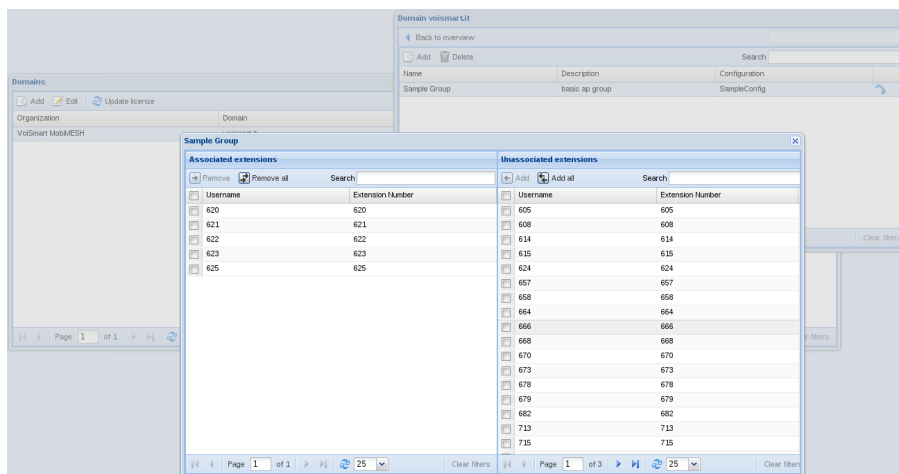 Domain voismart.it
Back to overview
Add Delete Search
Name Description Configuration
Sample Group basic ap group SampleConfig
Clear filters
Domains
Add Edit Update license
Organization Domain
VoiSmart MobiMESH
Page 1 of 1
r filters
Sample Group
Associated extensions
Remove Remove all Search
Username Extension Number
620 620
621 621
622 622
623 623
625 625
Page 1 of 1 25 Clear filters
Unassociated extensions
Add Add all Search
Username Extension Number
605 605
608 608
614 614
615 615
624 624
657 657
658 658
664 664
666 666
668 668
670 670
673 673
678 678
679 679
682 682
713 713
715 715
Page 1 of 3 25 Clear filters